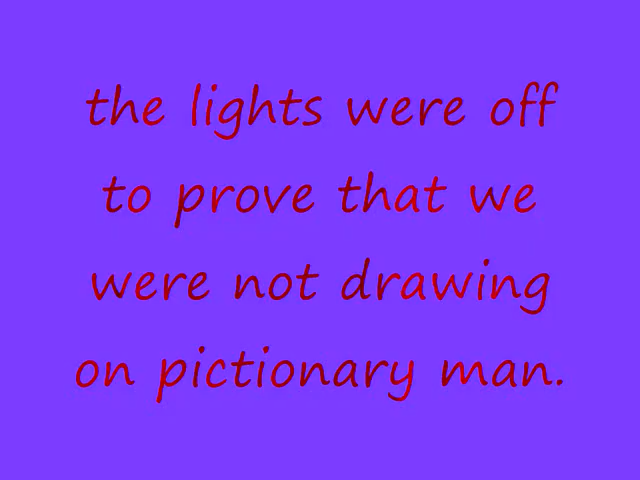 the lights were off
to prove that we
were not drawing
on pictionary man.